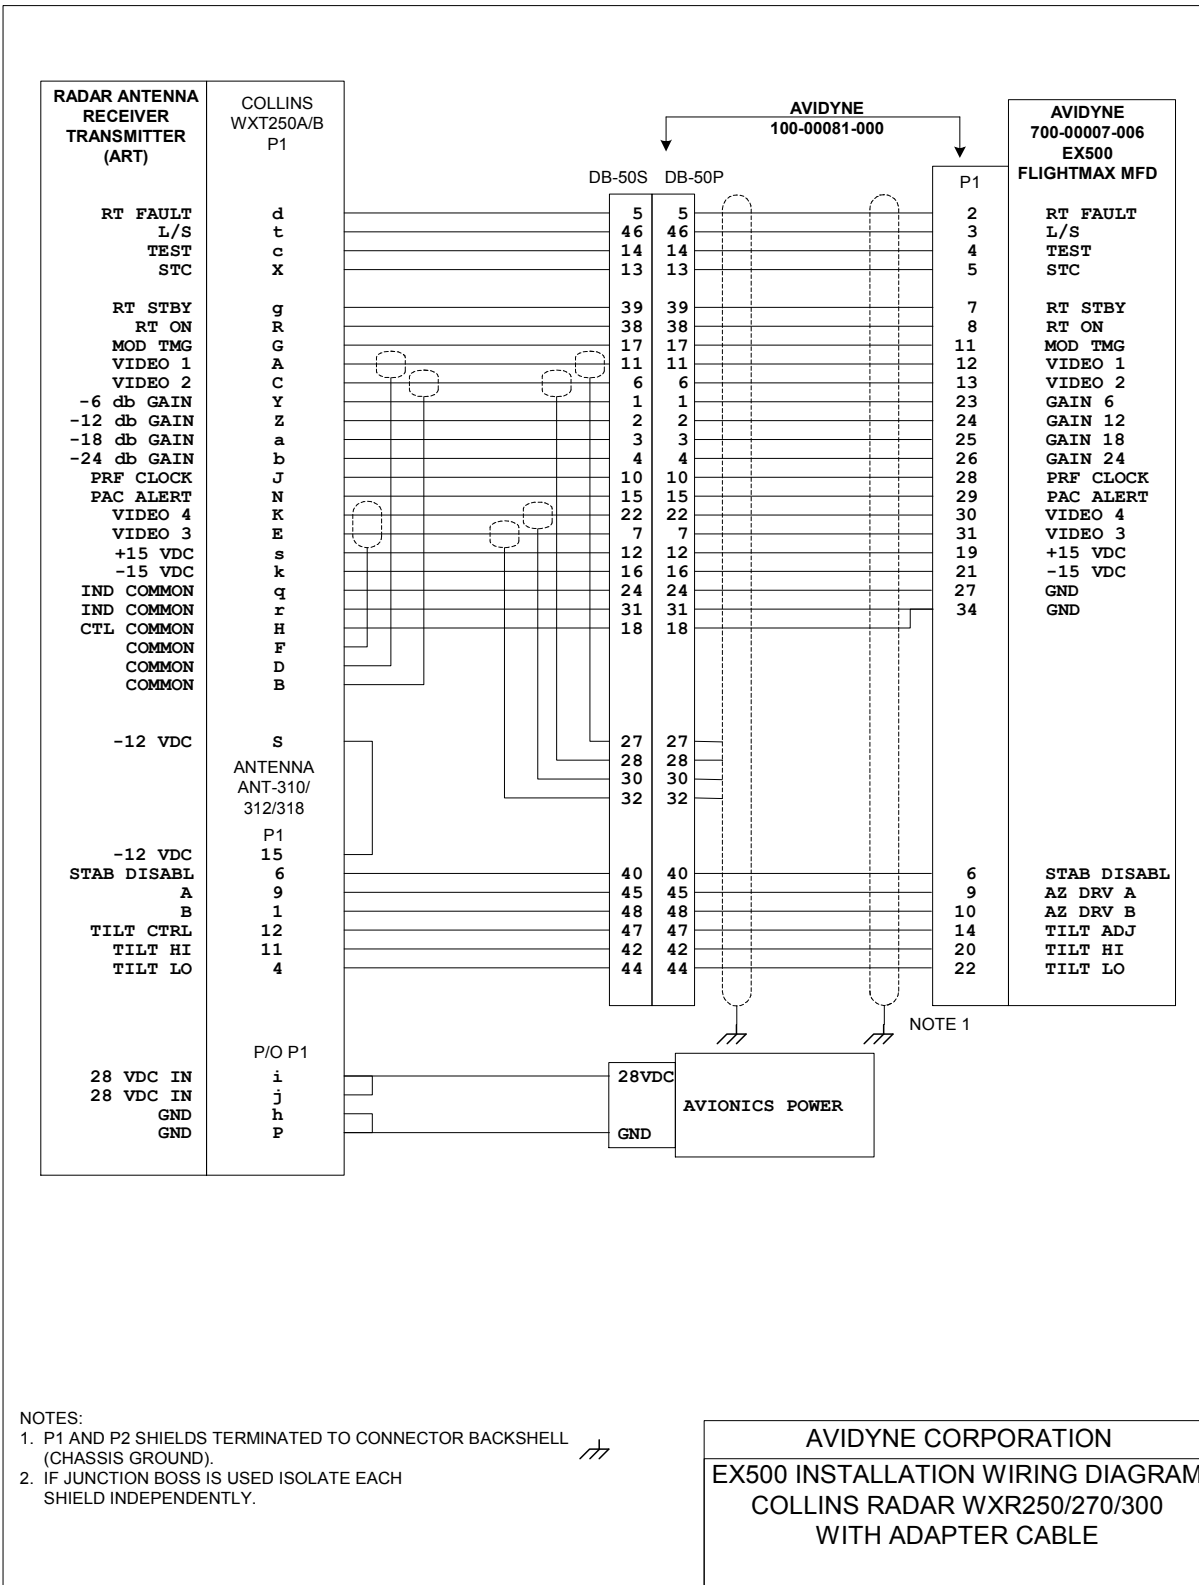 RADAR ANTENNA
RECEIVER
TRANSMITTER
(ART)
COLLINS
WXT250A/B
P1
AVIDYNE
100-00081-000
AVIDYNE
700-00007-006
EX500
FLIGHTMAX MFD
DB-50S DB-50P
P1
RT FAULT d 5 5 2 RT FAULT
L/S t 46 46 3 L/S
TEST c 14 14 4 TEST
STC X 13 13 5 STC
RT STBY g 39 39 7 RT STBY
RT ON R 38 38 8 RT ON
MOD TMG G 17 17 11 MOD TMG
VIDEO 1 A 11 11 12 VIDEO 1
VIDEO 2 C 6 6 13 VIDEO 2
-6 db GAIN Y 1 1 23 GAIN 6
-12 db GAIN Z 2 2 24 GAIN 12
-18 db GAIN a 3 3 25 GAIN 18
-24 db GAIN b 4 4 26 GAIN 24
PRF CLOCK J 10 10 28 PRF CLOCK
PAC ALERT N 15 15 29 PAC ALERT
VIDEO 4 K 22 22 30 VIDEO 4
VIDEO 3 E 7 7 31 VIDEO 3
+15 VDC s 12 12 19 +15 VDC
-15 VDC k 16 16 21 -15 VDC
IND COMMON q 24 24 27 GND
IND COMMON r 31 31 34 GND
CTL COMMON H 18 18
COMMON F
COMMON D
COMMON B
-12 VDC S 27 27
28 28
30 30
32 32
ANTENNA
ANT-310/
312/318
P1
-12 VDC 15
STAB DISABL 6 40 40 6 STAB DISABL
A 9 45 45 9 AZ DRV A
B 1 48 48 10 AZ DRV B
TILT CTRL 12 47 47 14 TILT ADJ
TILT HI 11 42 42 20 TILT HI
TILT LO 4 44 44 22 TILT LO
NOTE 1
P/O P1
28 VDC IN i 28VDC
28 VDC IN j
AVIONICS POWER
GND h
GND P GND
NOTES:
1. P1 AND P2 SHIELDS TERMINATED TO CONNECTOR BACKSHELL
(CHASSIS GROUND).
2. IF JUNCTION BOSS IS USED ISOLATE EACH
SHIELD INDEPENDENTLY.
AVIDYNE CORPORATION
EX500 INSTALLATION WIRING DIAGRAM
COLLINS RADAR WXR250/270/300
WITH ADAPTER CABLE